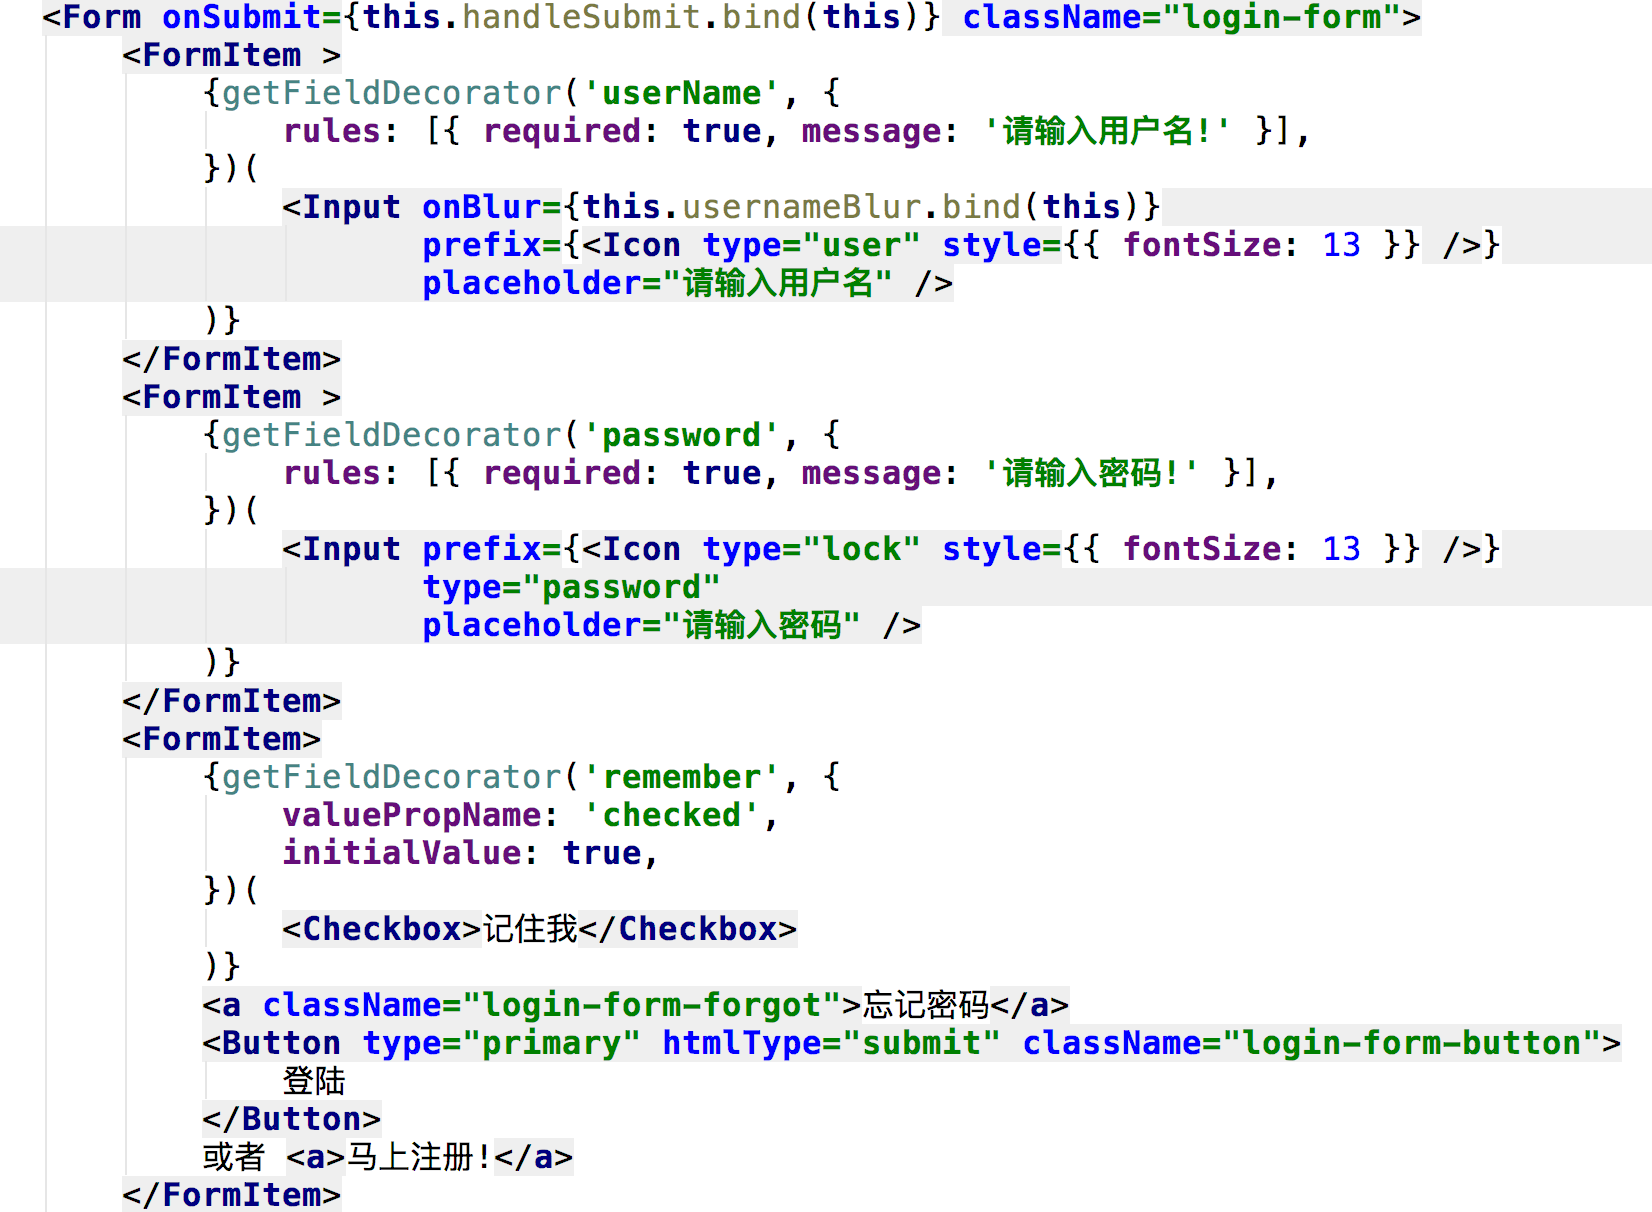 <Form onSubmit={this.handleSubmit.bind(this)} className="login-form">
<FormItem >
{getFieldDecorator('userName', {
rules: [{ required: true, message: '请输入用户名!' }],
})(
<Input onBlur={this.usernameBlur.bind(this)}
prefix={<Icon type="user" style={{ fontSize: 13 }} />}
placeholder="请输入用户名" />
)}
</FormItem>
<FormItem >
{getFieldDecorator('password', {
rules: [{ required: true, message: '请输入密码!' }],
})(
<Input prefix={<Icon type="lock" style={{ fontSize: 13 }} />}
type="password"
placeholder="请输入密码" />
)}
</FormItem>
<FormItem>
{getFieldDecorator('remember', {
valuePropName: 'checked',
initialValue: true,
})(
<Checkbox>记住我</Checkbox>
)}
<a className="login-form-forgot">忘记密码</a>
<Button type="primary" htmlType="submit" className="login-form-button">
登陆
</Button>
或者 <a>马上注册!</a>
</FormItem>